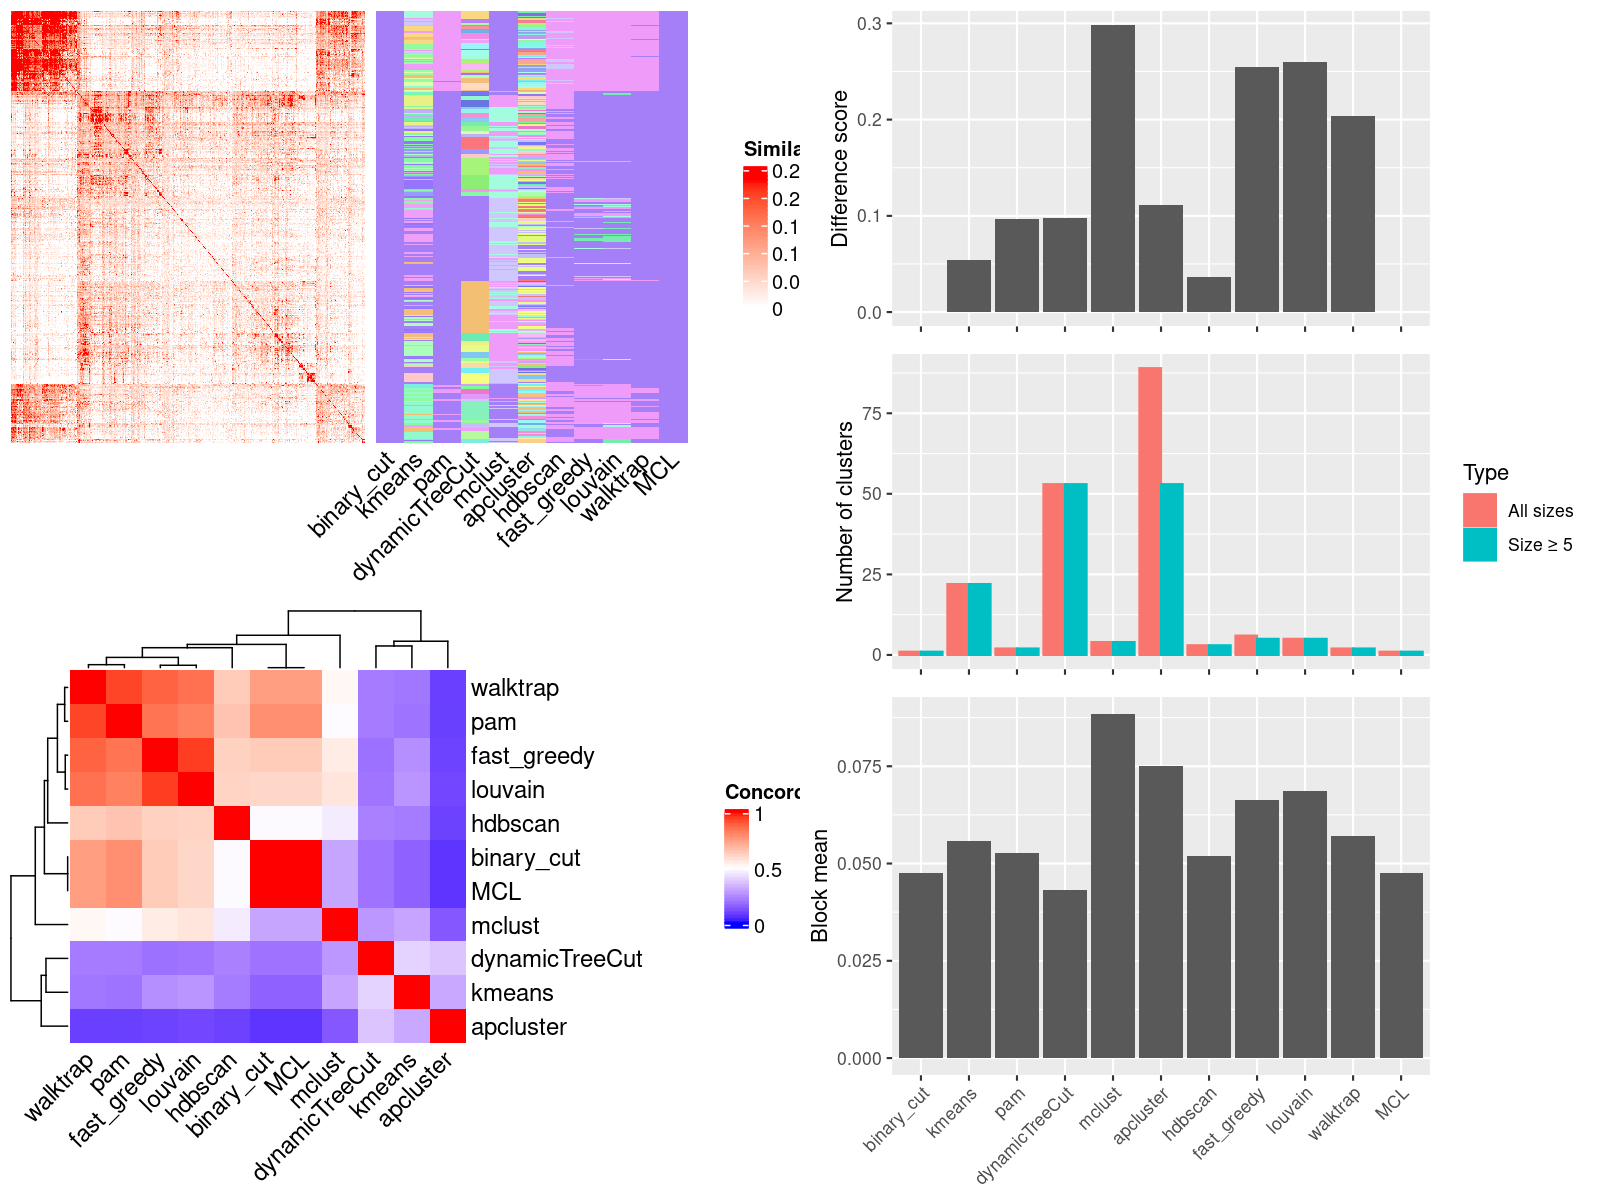 Simila
0.2
0.2
0.1
0.1
0.0
0
binary_cut
kmeans
pam
dynamicTreeCut
mclust
apcluster
hdbscan
fast_greedy
louvain
walktrap
MCL
walktrap
pam
fast_greedy
louvain
hdbscan
binary_cut
MCL
mclust
dynamicTreeCut
kmeans
apcluster
walktrap
pam
fast_greedy
louvain
hdbscan
binary_cut
MCL
mclust
dynamicTreeCut
kmeans
apcluster
Concord
1
0.5
0
Difference score
0.3
0.2
0.1
0.0
Number of clusters
75
50
25
0
Type
All sizes
Size ≥ 5
Block mean
0.075
0.050
0.025
0.000
binary_cut
kmeans
pam
dynamicTreeCut
mclust
apcluster
hdbscan
fast_greedy
louvain
walktrap
MCL